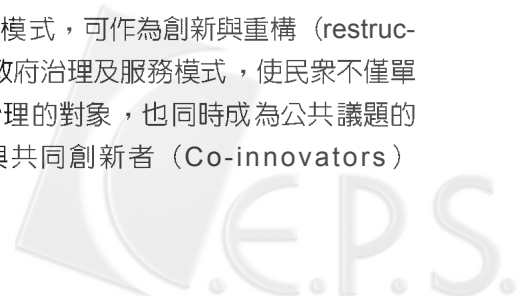 模式，可作為創新與重構（restruc-
政府治理及服務模式，使民眾不僅單
理的對象，也同時成為公共議題的
與共同創新者（Co-innovators）
.E.P.S.